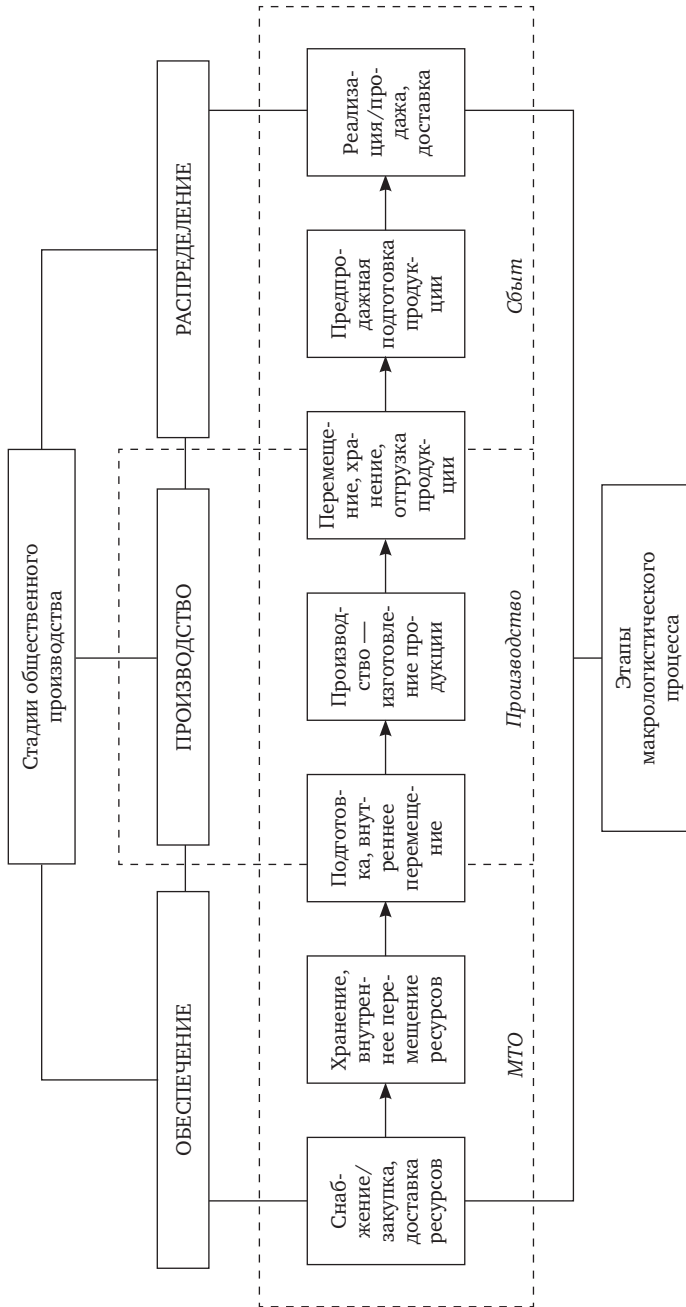 Стадии общественного
производства
ОБЕСПЕЧЕНИЕ
ПРОИЗВОДСТВО
РАСПРЕДЕЛЕНИЕ
Снаб-
жение/
закупка,
доставка
ресурсов
Хранение,
внутрен-
нее пере-
мещение
ресурсов
Подготов-
ка, внут-
реннее
перемеще-
ние
Производ-
ство —
изготовле-
ние про-
дукции
Перемеще-
ние, хра-
нение,
отгрузка
продук-
ции
Предпро-
дажная
подготовка
продук-
ции
Реализа-
ция/про-
дажа,
доставка
МТО
Производство
Сбыт
Этапы
макрологистического
процесса